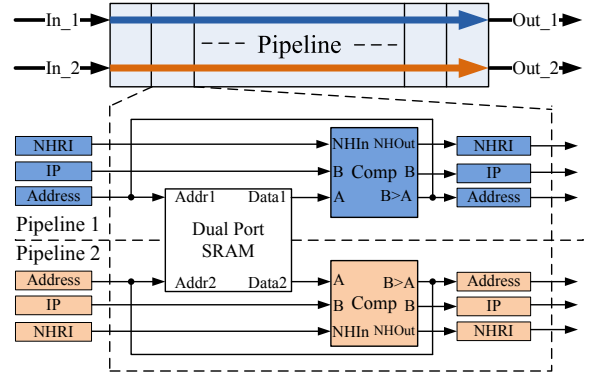 In_1 Out_1
Pipeline
In_2 Out_2
NHRI NHIn NHOut NHRI
IP B Comp B IP
Address Addr1 Data1 A B>A Address
Pipeline 1
Dual Port
SRAM
Pipeline 2
Address Addr2 Data2 A B>A Address
IP B Comp B IP
NHRI NHIn NHOut NHRI